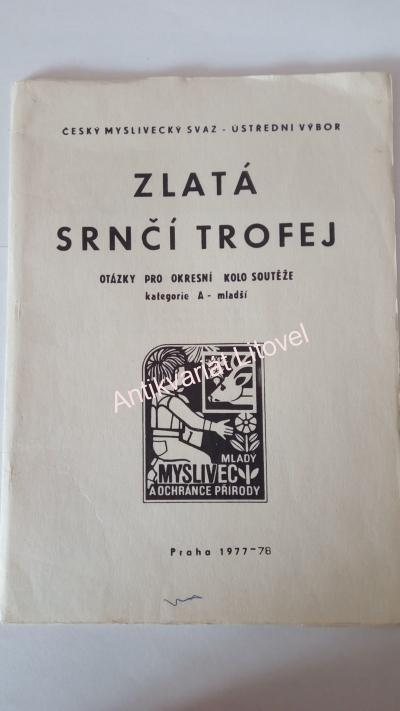 ČESKÝ MYSLIVECKÝ SVAZ - ÚSTŘEDNÍ VÝBOR
ZLATÁ
SRNČÍ TROFEJ
OTÁZKY PRO OKRESNÍ KOLO SOUTĚŽE
kategorie A - mladší
Antikvariát Litovel
MLADÝ
MYSLIVEC
A OCHRÁNCE PŘÍRODY
Praha 1977-78